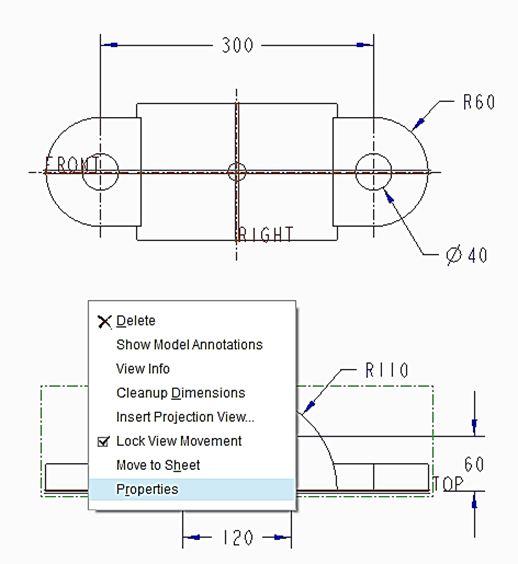 300
R60
FRONT
RIGHT
Ø40
Delete
Show Model Annotations
View Info
Cleanup Dimensions
Insert Projection View...
Lock View Movement
Move to Sheet
Properties
R110
60
TOP
120